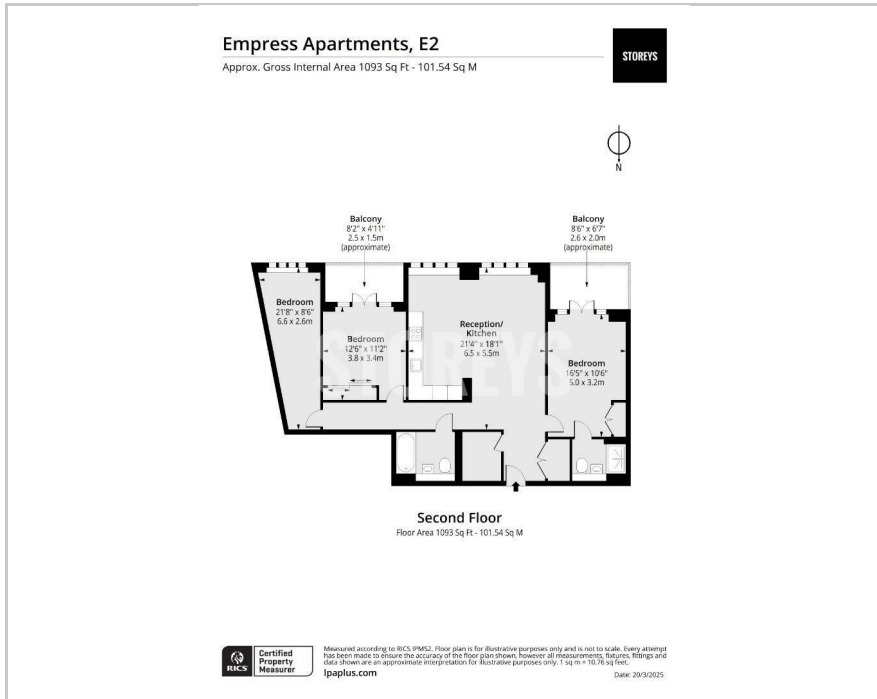 Empress Apartments, E2
Approx. Gross Internal Area 1093 Sq Ft - 101.54 Sq M
STOREYS
N
Balcony
8'2" x 4'11"
2.5 x 1.5m
(approximate)
Balcony
8'6" x 6'7"
2.6 x 2.0m
(approximate)
Bedroom
21'8" x 8'6"
6.6 x 2.6m
Bedroom
12'6" x 11'2"
3.8 x 3.4m
Reception/
Kitchen
21'4" x 18'1"
6.5 x 5.5m
Bedroom
16'5" x 10'6"
5.0 x 3.2m
STOREYS
Second Floor
Floor Area 1093 Sq Ft - 101.54 Sq M
RICS
Certified
Property
Measurer
Measured according to RICS IPMS2. Floor plan is for illustrative purposes only and is not to scale. Every attempt
has been made to ensure the accuracy of the floor plan shown, however all measurements, fixtures, fittings and
data shown are an approximate interpretation for illustrative purposes only. 1 sq m = 10.76 sq feet.
lpaplus.com
Date: 20/3/2025